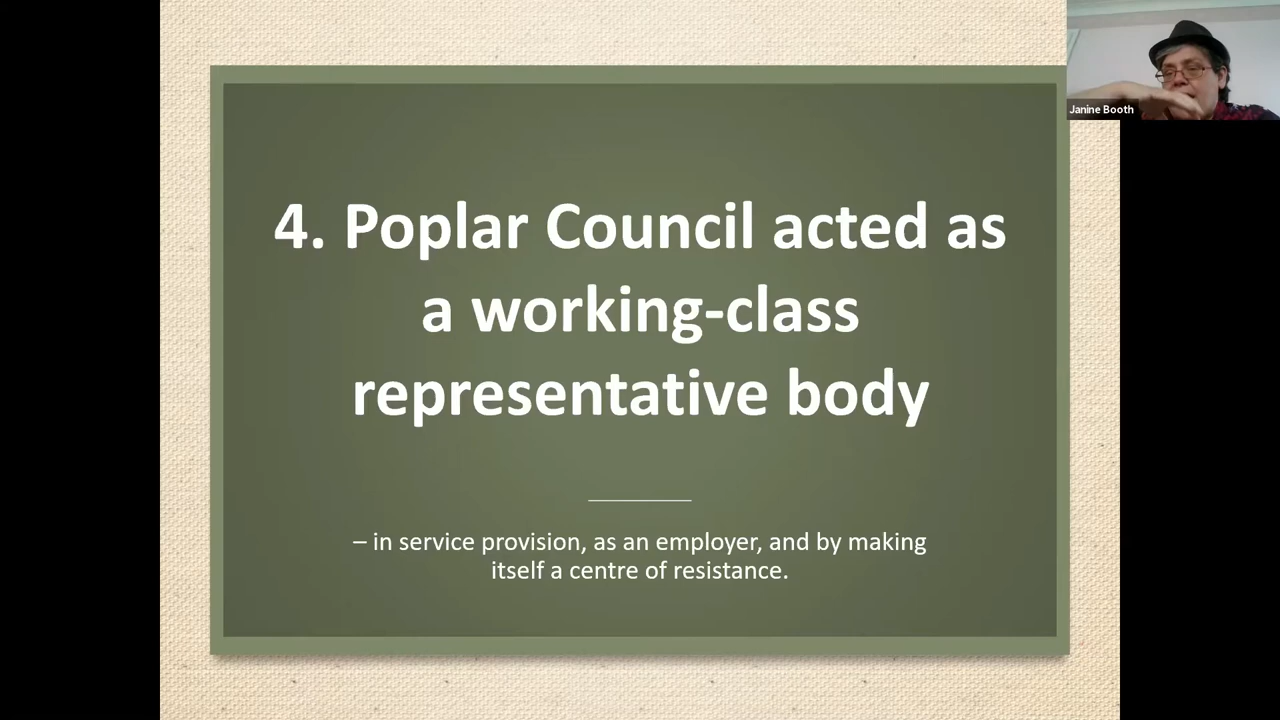 4. Poplar Council acted as
a working-class
representative body
– in service provision, as an employer, and by making
itself a centre of resistance.
Janine Booth